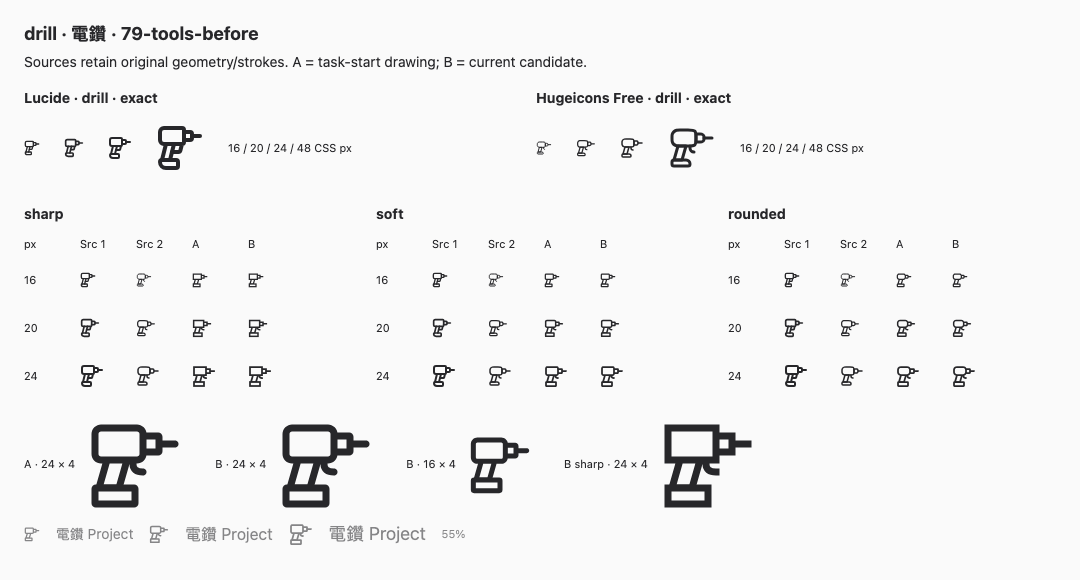 drill · 電鑽 · 79-tools-before
Sources retain original geometry/strokes. A = task-start drawing; B = current candidate.
Lucide · drill · exact
16 / 20 / 24 / 48 CSS px
Hugeicons Free · drill · exact
16 / 20 / 24 / 48 CSS px
sharp
px Src 1 Src 2 A B
16
20
24
soft
px Src 1 Src 2 A B
16
20
24
rounded
px Src 1 Src 2 A B
16
20
24
A · 24 × 4
B · 24 × 4
B · 16 × 4
B sharp · 24 × 4
電鑽 Project 電鑽 Project 電鑽 Project 55%